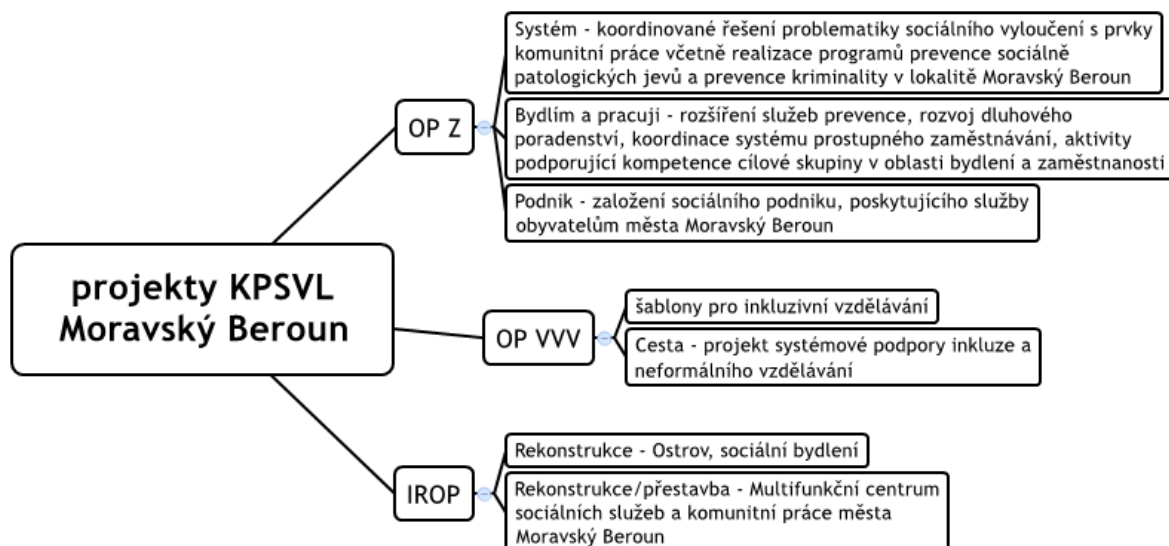 projekty KPSVL
Moravský Beroun
OP Z
Systém - koordinované řešení problematiky sociálního vyloučení s prvky
komunitní práce včetně realizace programů prevence sociálně
patologických jevů a prevence kriminality v lokalitě Moravský Beroun
Bydlím a pracuji - rozšíření služeb prevence, rozvoj dluhového
poradenství, koordinace systému prostupného zaměstnávání, aktivity
podporující kompetence cílové skupiny v oblasti bydlení a zaměstnanosti
Podnik - založení sociálního podniku, poskytujícího služby
obyvatelům města Moravský Beroun
OP VVV
šablony pro inkluzivní vzdělávání
Cesta - projekt systémové podpory inkluze a
neformálního vzdělávání
IROP
Rekonstrukce - Ostrov, sociální bydlení
Rekonstrukce/přestavba - Multifunkční centrum
sociálních služeb a komunitní práce města
Moravský Beroun